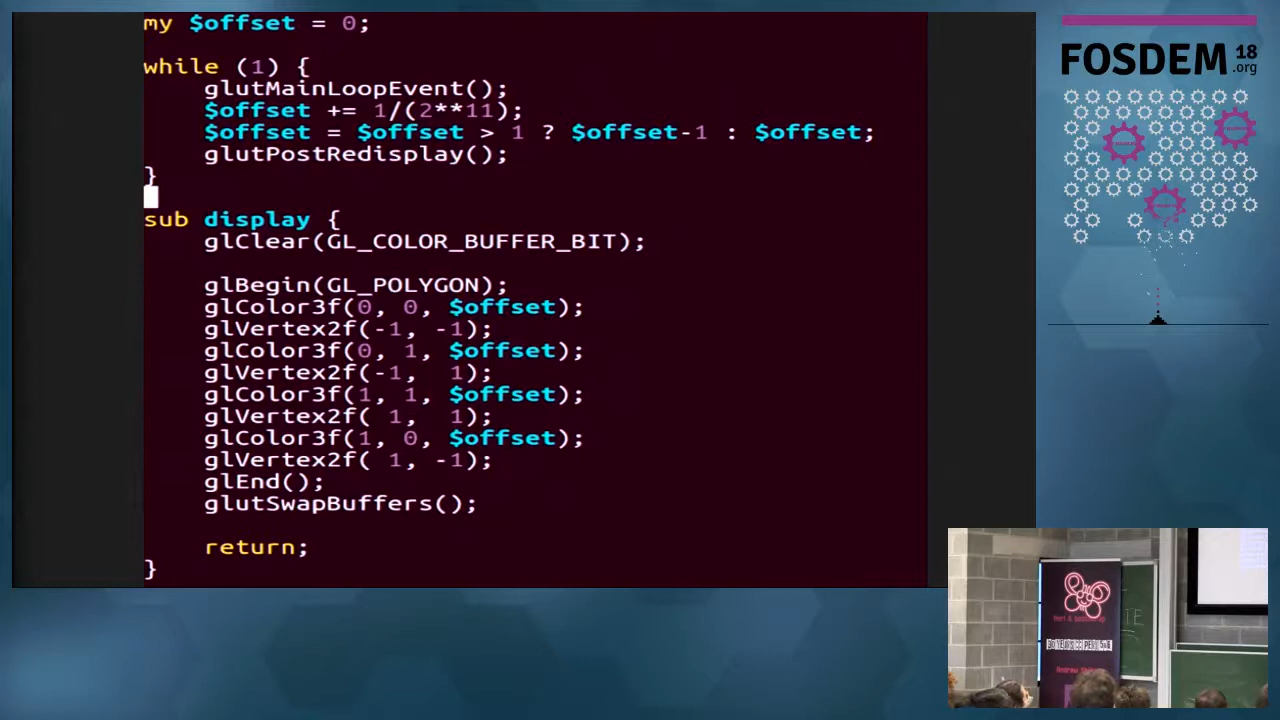 my $offset = 0;
while (1) {
glutMainLoopEvent();
$offset += 1/(2**11);
$offset = $offset > 1 ? $offset-1 : $offset;
glutPostRedisplay();
}
sub display {
glClear(GL_COLOR_BUFFER_BIT);
glBegin(GL_POLYGON);
glColor3f(0, 0, $offset);
glVertex2f(-1, -1);
glColor3f(0, 1, $offset);
glVertex2f(-1,  1);
glColor3f(1, 1, $offset);
glVertex2f( 1,  1);
glColor3f(1, 0, $offset);
glVertex2f( 1, -1);
glEnd();
glutSwapBuffers();
return;
}
FOSDEM 18
.org